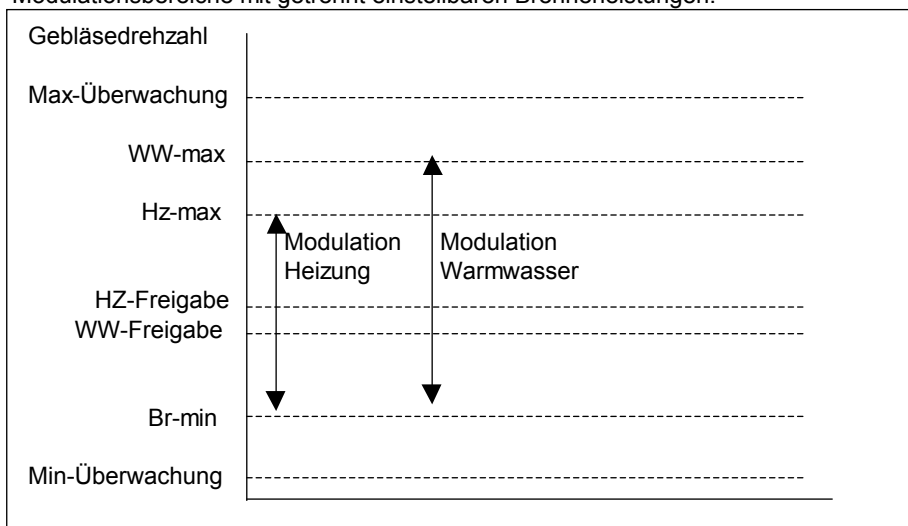 Modulationsbereiche mit getrennt einstellbaren Brennerleistungen:
Gebläsedrehzahl
Max-Überwachung
WW-max
Hz-max
Modulation
Heizung
Modulation
Warmwasser
HZ-Freigabe
WW-Freigabe
Br-min
Min-Überwachung